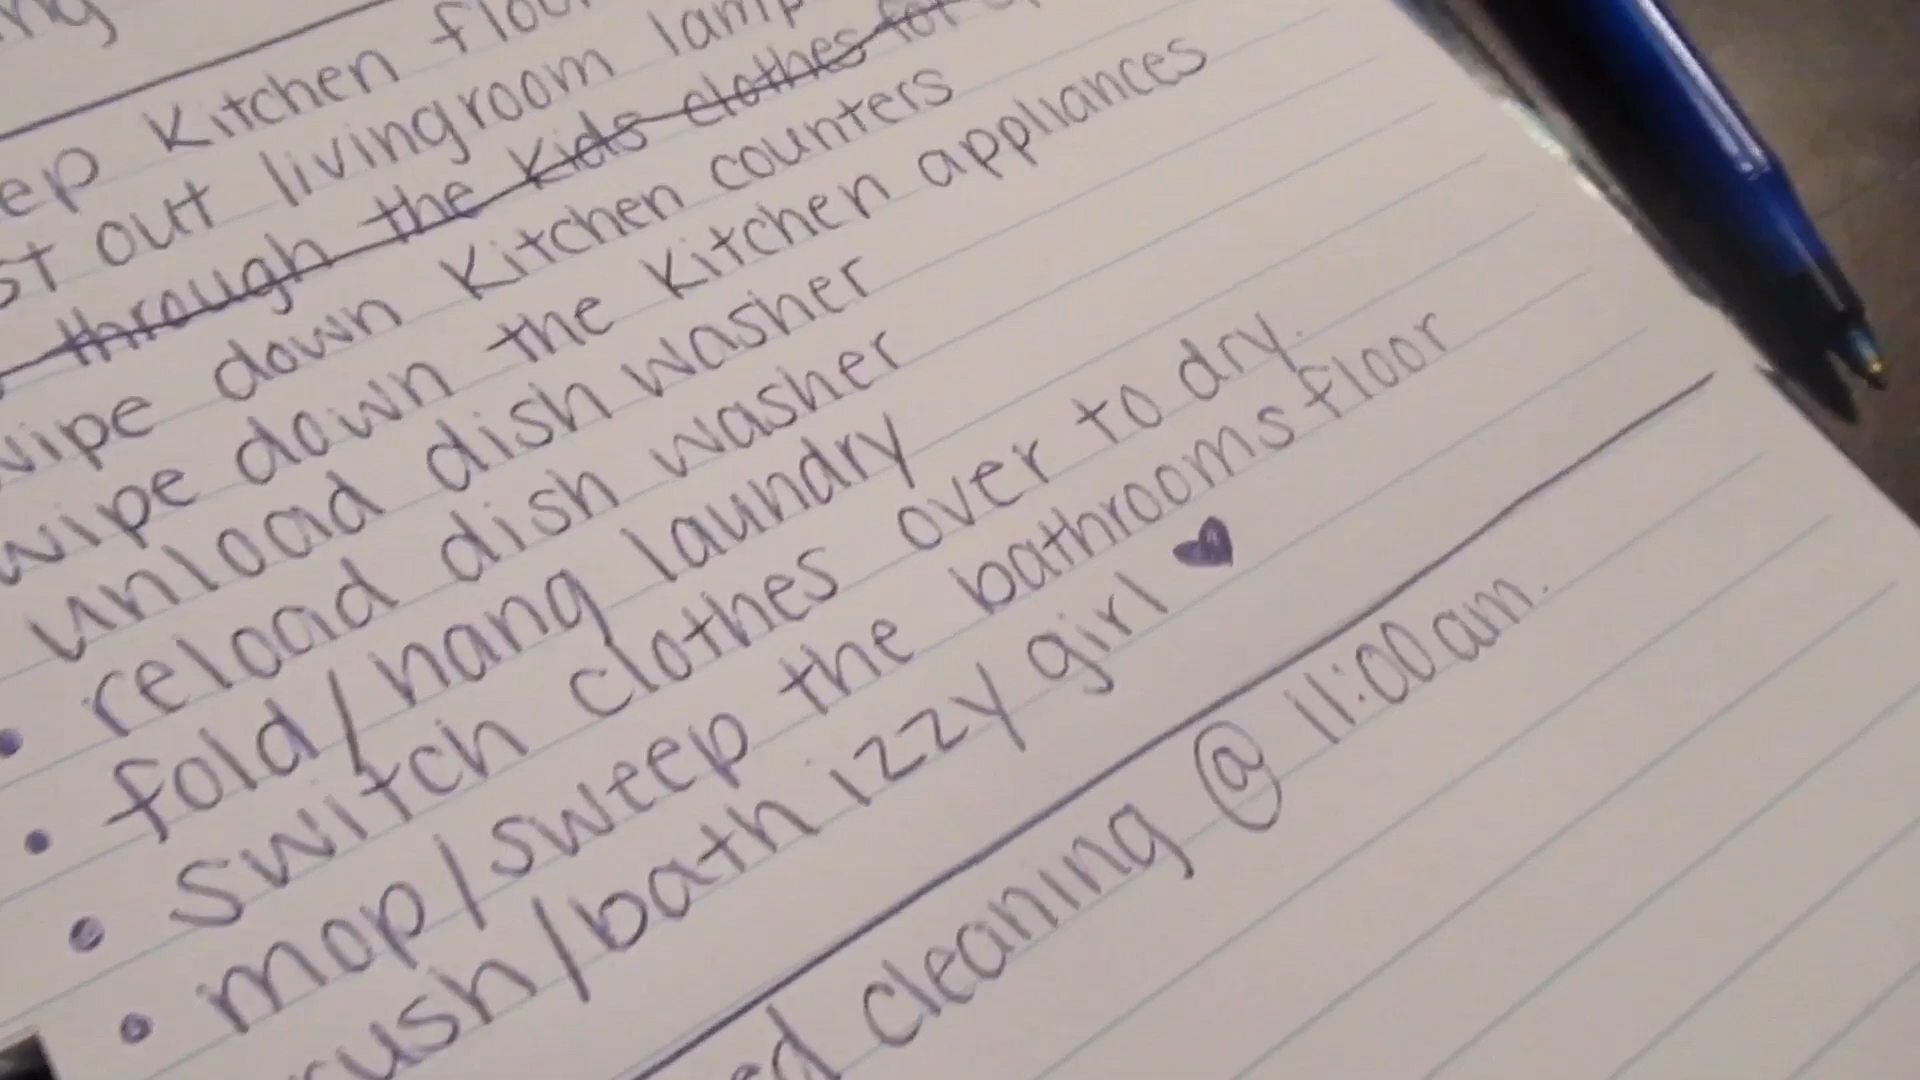 Kitchen
out livingroom lamp
through the kids clothes for
wipe down kitchen counters
wipe down the kitchen appliances
unload dish washer
• reload dish washer
• fold/hang laundry
• switch clothes over to dry.
• mop/sweep the bathrooms floor
/bath izzy girl ♥
cleaning @ 11:00am.